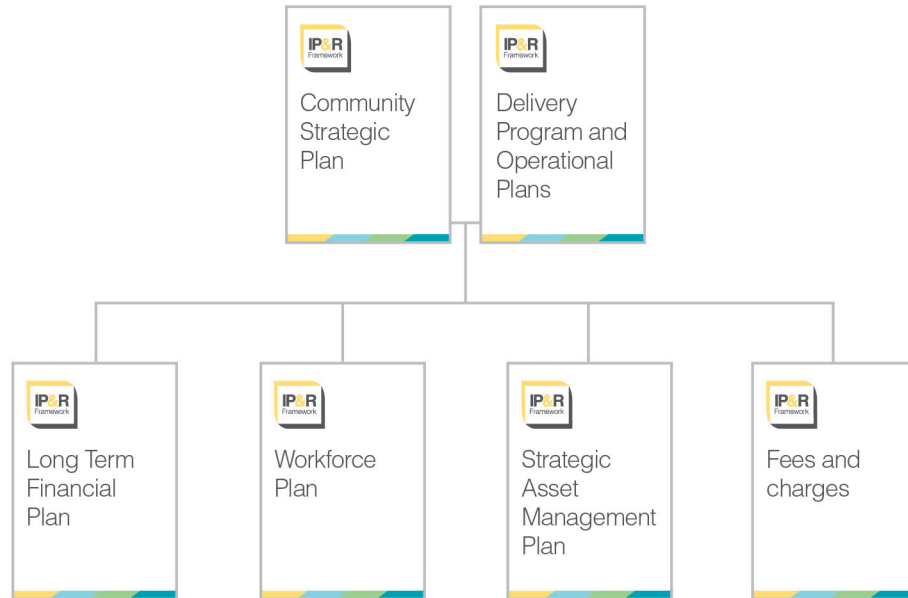 IP&R
Framework
Community
Strategic
Plan
IP&R
Framework
Delivery
Program and
Operational
Plans
IP&R
Framework
Long Term
Financial
Plan
IP&R
Framework
Workforce
Plan
IP&R
Framework
Strategic
Asset
Management
Plan
IP&R
Framework
Fees and
charges